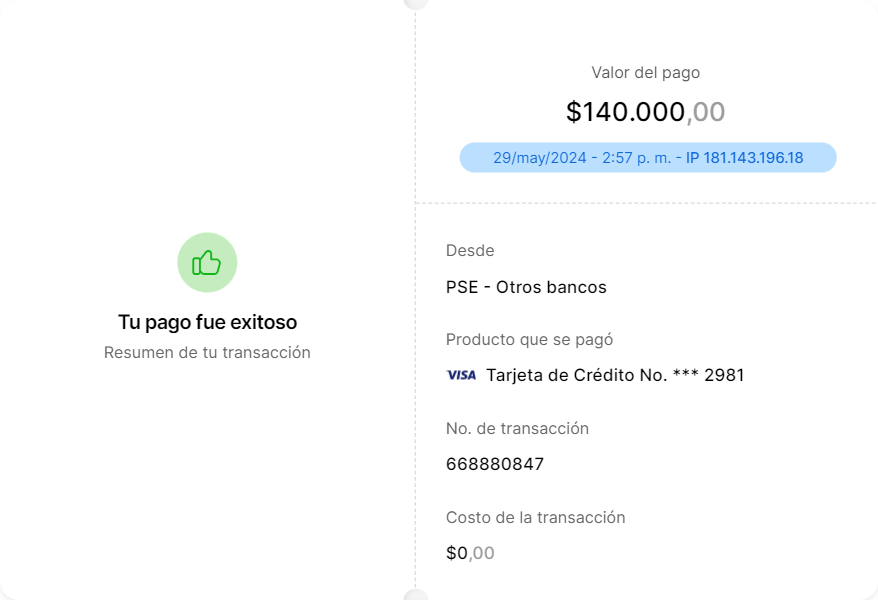 Tu pago fue exitoso
Resumen de tu transacción
Valor del pago
$140.000,00
29/may/2024 - 2:57 p. m. - IP 181.143.196.18
Desde
PSE - Otros bancos
Producto que se pagó
VISA Tarjeta de Crédito No. *** 2981
No. de transacción
668880847
Costo de la transacción
$0,00